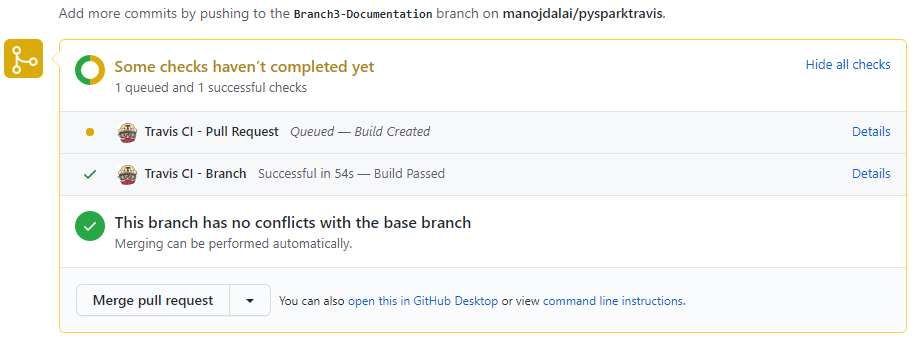 Add more commits by pushing to the Branch3-Documentation branch on manojdalai/pysparktravis.
Some checks haven't completed yet
Hide all checks
1 queued and 1 successful checks
Travis CI - Pull Request Queued — Build Created Details
Travis CI - Branch Successful in 54s — Build Passed Details
This branch has no conflicts with the base branch
Merging can be performed automatically.
Merge pull request You can also open this in GitHub Desktop or view command line instructions.